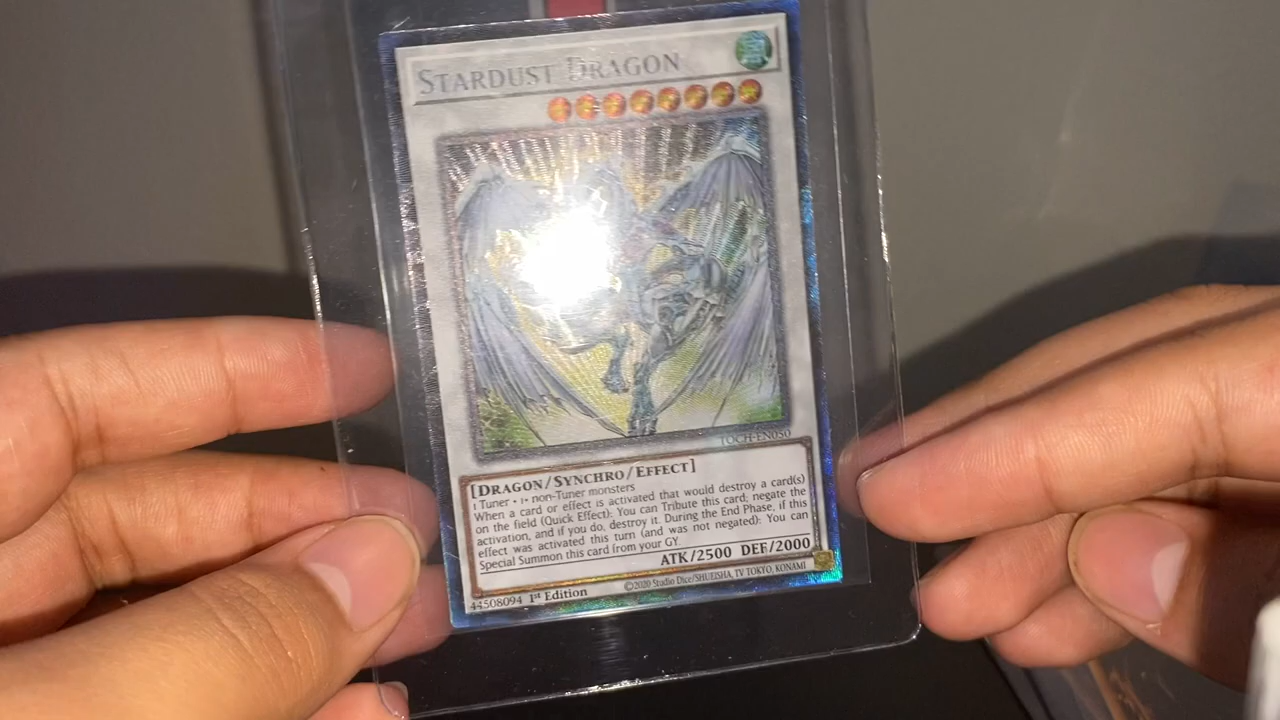 STARDUST DRAGON
TOCH-EN050
[DRAGON/SYNCHRO/EFFECT]
1 Tuner + 1+ non-Tuner monsters
When a card or effect is activated that would destroy a card(s)
on the field (Quick Effect): You can Tribute this card; negate the
activation, and if you do, destroy it. During the End Phase, if this
effect was activated this turn (and was not negated): You can
Special Summon this card from your GY.
ATK/2500 DEF/2000
44508094 1st Edition ©2020 Studio Dice/SHUEISHA, TV TOKYO, KONAMI